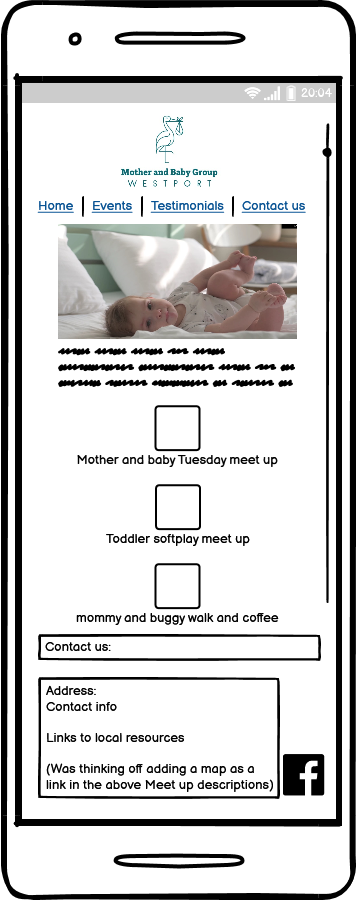 20:04
Mother and Baby Group
WESTPORT
Home | Events | Testimonials | Contact us
Mother and baby Tuesday meet up
Toddler softplay meet up
mommy and buggy walk and coffee
Contact us:
Address:
Contact info
Links to local resources
(Was thinking off adding a map as a
link in the above Meet up descriptions)
f